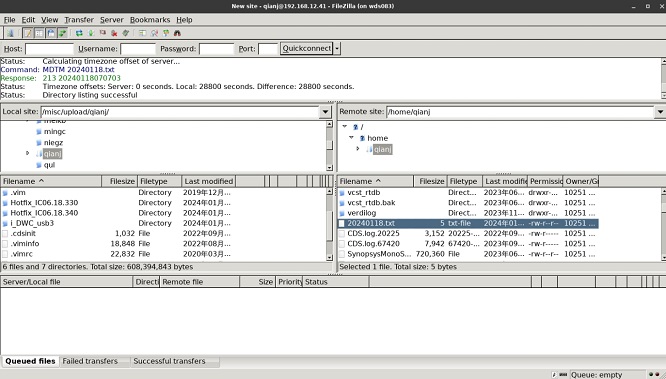 New site - qianj@192.168.12.41 - FileZilla (on wds083)
File Edit View Transfer Server Bookmarks Help
Host: Username: Password: Port: Quickconnect
Status: Calculating timezone offset of server...
Command: MDTM 20240118.txt
Response: 213 20240118070703
Status: Timezone offsets: Server: 0 seconds. Local: 28800 seconds. Difference: 28800 seconds.
Status: Directory listing successful
Local site: /misc/upload/qianj/
Remote site: /home/qianj
mingc
niegz
qianj
qul
/
home
qianj
Filename Filesize Filetype Last modified
.vim Directory 2019年12月...
Hotfix_IC06.18.330 Directory 2024年01月...
Hotfix_IC06.18.340 Directory 2024年01月...
i_DWC_usb3 Directory 2024年01月...
.cdsinit 1,032 File 2022年09月...
.viminfo 18,848 File 2022年08月...
.vimrc 22,832 File 2020年03月...
6 files and 7 directories. Total size: 608,394,843 bytes
Filename Filesize Filetype Last modifie Permissio Owner/G
vcst_rtdb Direct... 2023年06... drwxr-... 10251 ...
vcst_rtdb.bak Direct... 2023年06... drwxr-... 10251 ...
verdilog Direct... 2023年11... drwxr-... 10251 ...
20240118.txt 5 txt-file 2024年01... -rw-r--r-- 10251 ...
CDS.log.20225 3,152 20225-... 2022年09... -rw-r----- 10251 ...
CDS.log.67420 7,942 67420-... 2023年06... -rw-r----- 10251 ...
SynopsysMonoS... 720,360 File 2023年06... -rw-r--r-- 10251 ...
Selected 1 file. Total size: 5 bytes
Server/Local file Directi Remote file Size Priority Status
Queued files Failed transfers Successful transfers
Queue: empty